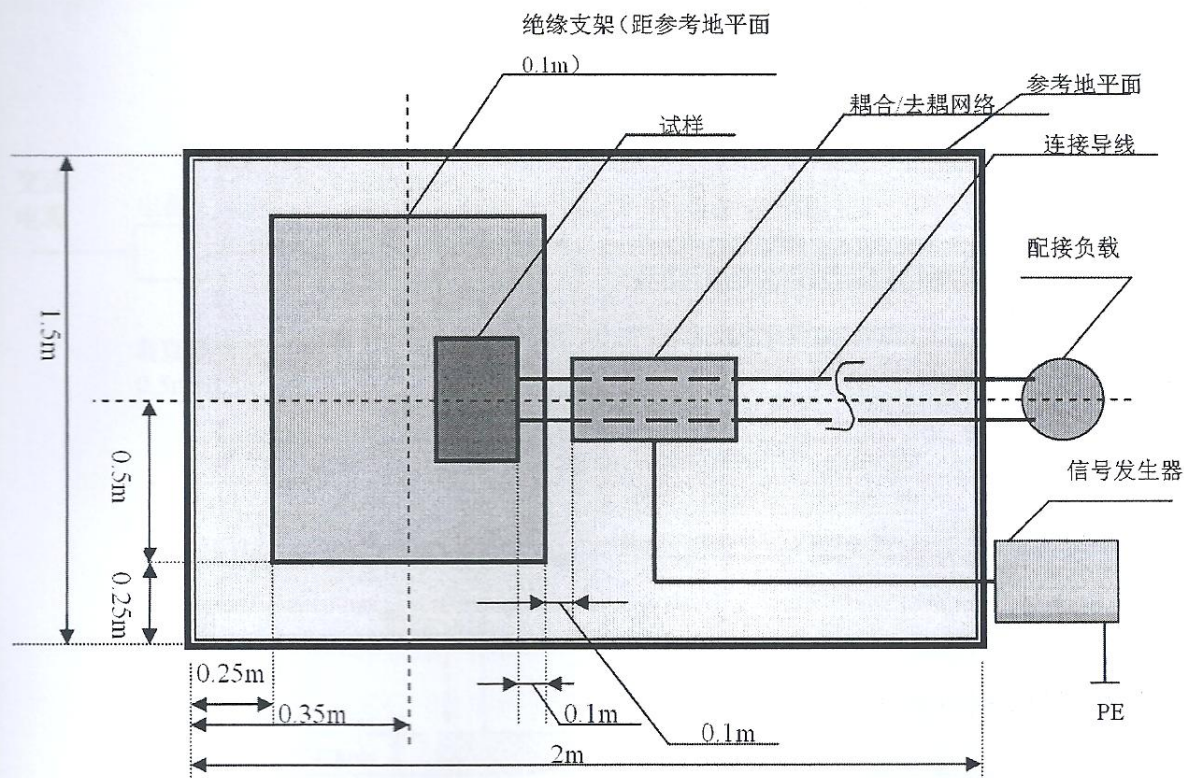 绝缘支架（距参考地平面
0.1m）
参考地平面
耦合/去耦网络
试样
连接导线
配接负载
1.5m
信号发生器
0.5m
0.25m
0.25m
0.35m
0.1m
0.1m
PE
2m